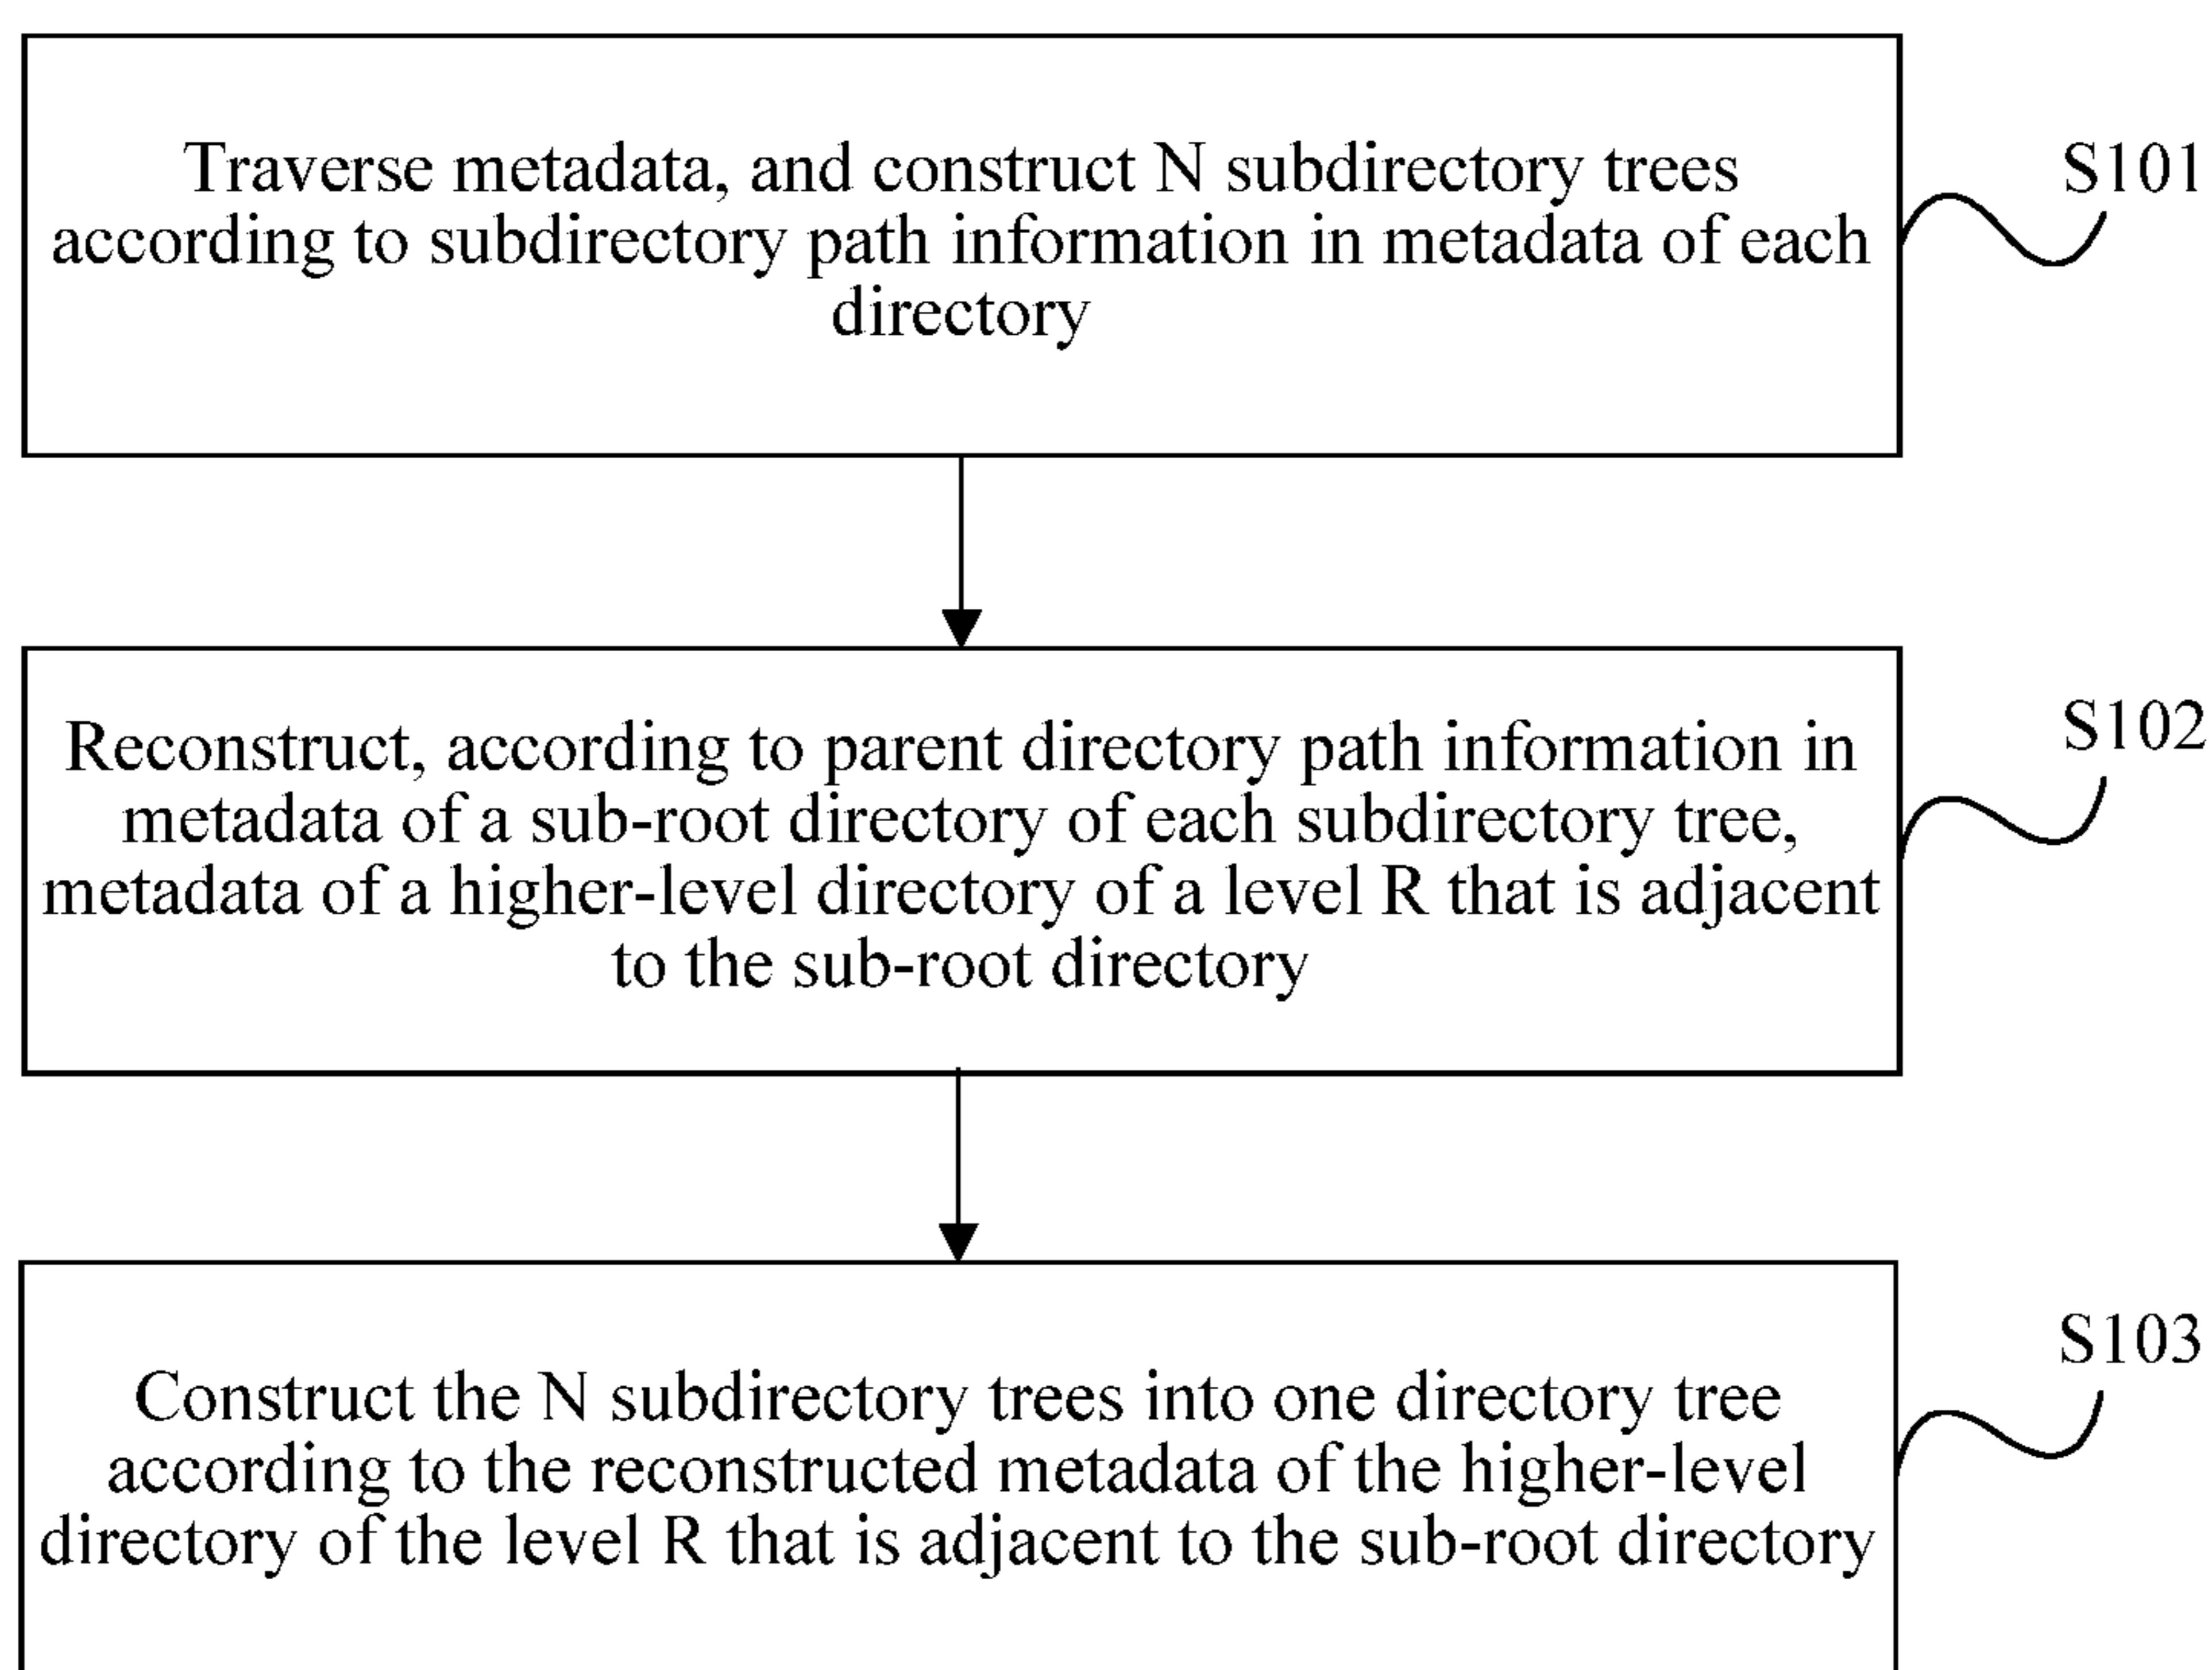 Traverse metadata, and construct N subdirectory trees
according to subdirectory path information in metadata of each
directory
S101
Reconstruct, according to parent directory path information in
metadata of a sub-root directory of each subdirectory tree,
metadata of a higher-level directory of a level R that is adjacent
to the sub-root directory
S102
Construct the N subdirectory trees into one directory tree
according to the reconstructed metadata of the higher-level
directory of the level R that is adjacent to the sub-root directory
S103